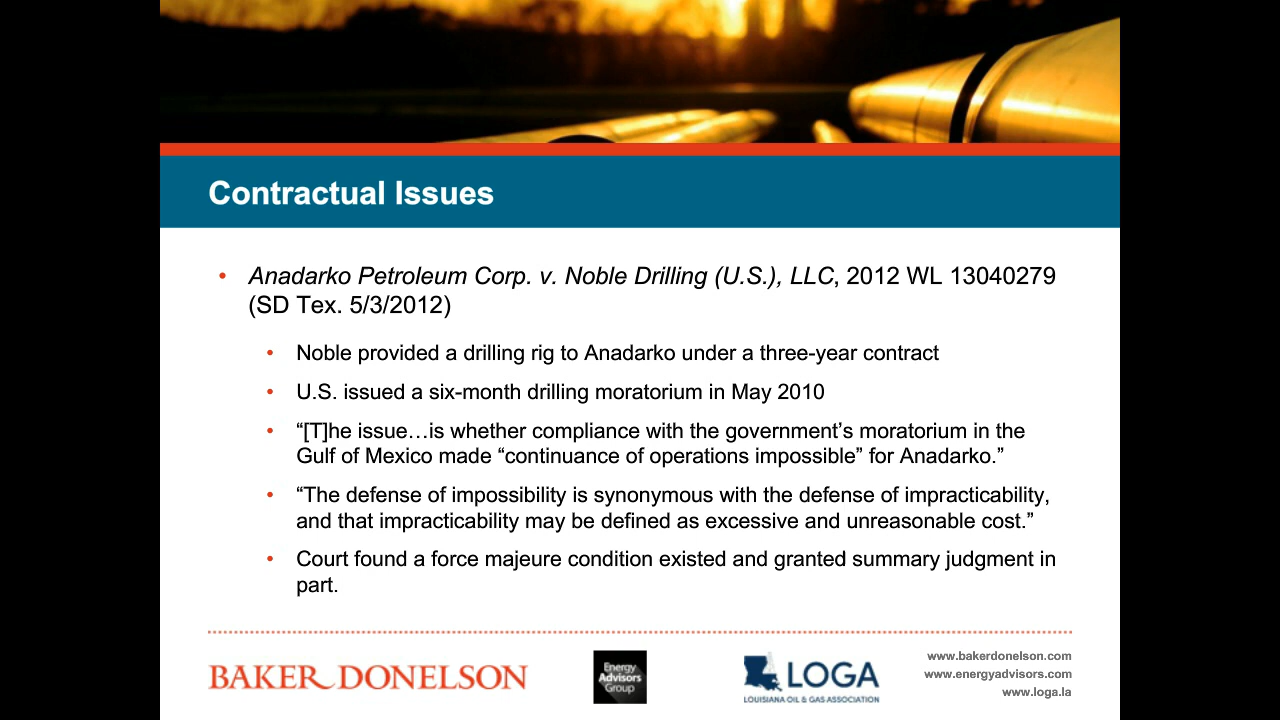 Contractual Issues
• Anadarko Petroleum Corp. v. Noble Drilling (U.S.), LLC, 2012 WL 13040279
(SD Tex. 5/3/2012)
• Noble provided a drilling rig to Anadarko under a three-year contract
• U.S. issued a six-month drilling moratorium in May 2010
• “[T]he issue…is whether compliance with the government’s moratorium in the
Gulf of Mexico made “continuance of operations impossible” for Anadarko.”
• “The defense of impossibility is synonymous with the defense of impracticability,
and that impracticability may be defined as excessive and unreasonable cost.”
• Court found a force majeure condition existed and granted summary judgment in
part.
BAKER DONELSON
Energy
Advisors
Group
LOGA
LOUISIANA OIL & GAS ASSOCIATION
www.bakerdonelson.com
www.energyadvisors.com
www.loga.la